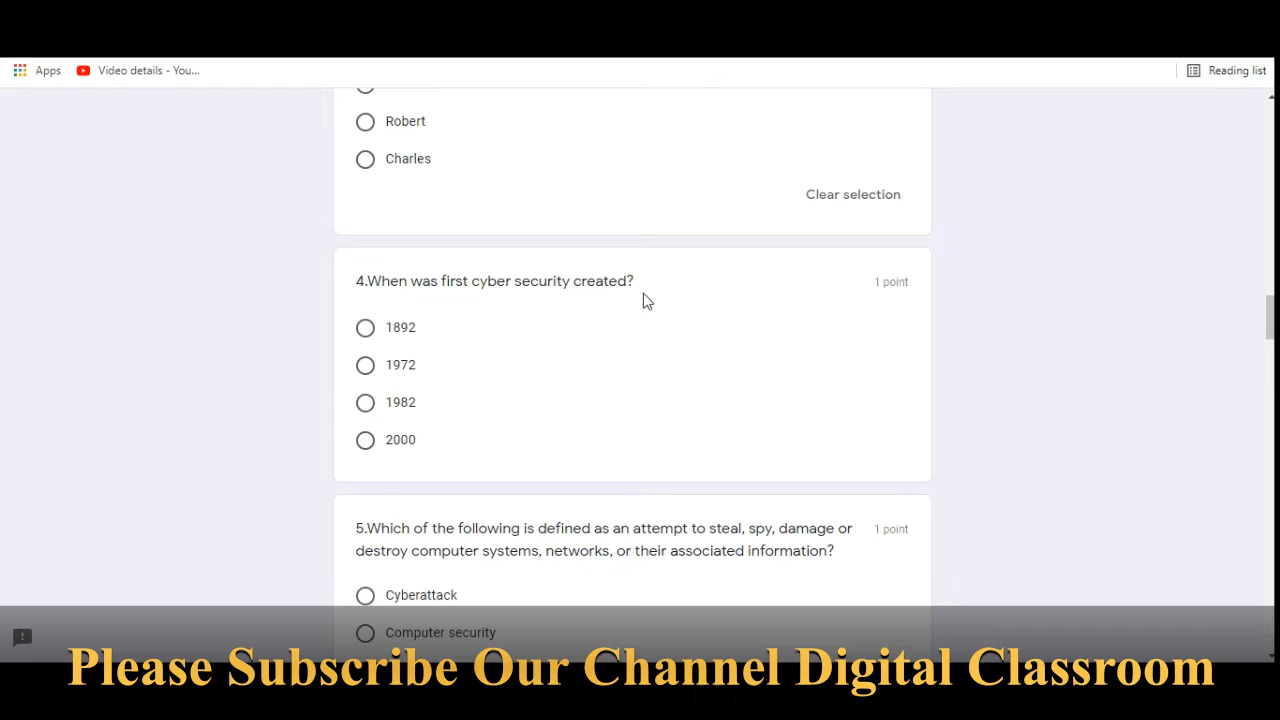 Apps
Video details - You...
Reading list
Robert
Charles
Clear selection
4.When was first cyber security created?
1 point
1892
1972
1982
2000
5.Which of the following is defined as an attempt to steal, spy, damage or
1 point
destroy computer systems, networks, or their associated information?
Cyberattack
Computer security
Please Subscribe Our Channel Digital Classroom